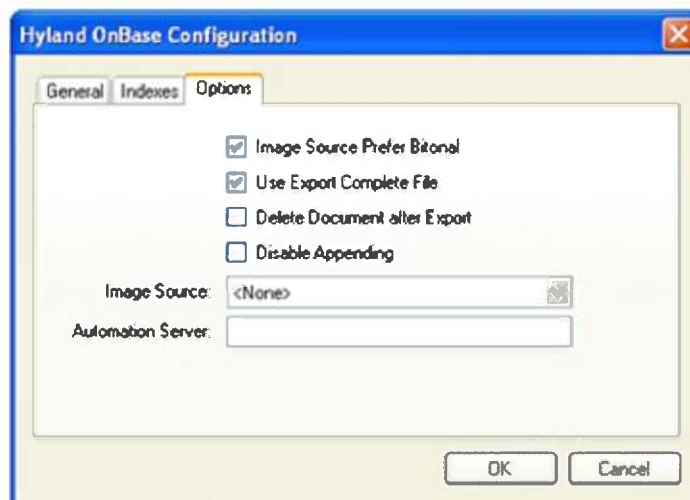 Hyland OnBase Configuration
General Indexes Options
Image Source Prefer Bitonal
Use Export Complete File
Delete Document after Export
Disable Appending
Image Source: <None>
Automation Server:
OK Cancel